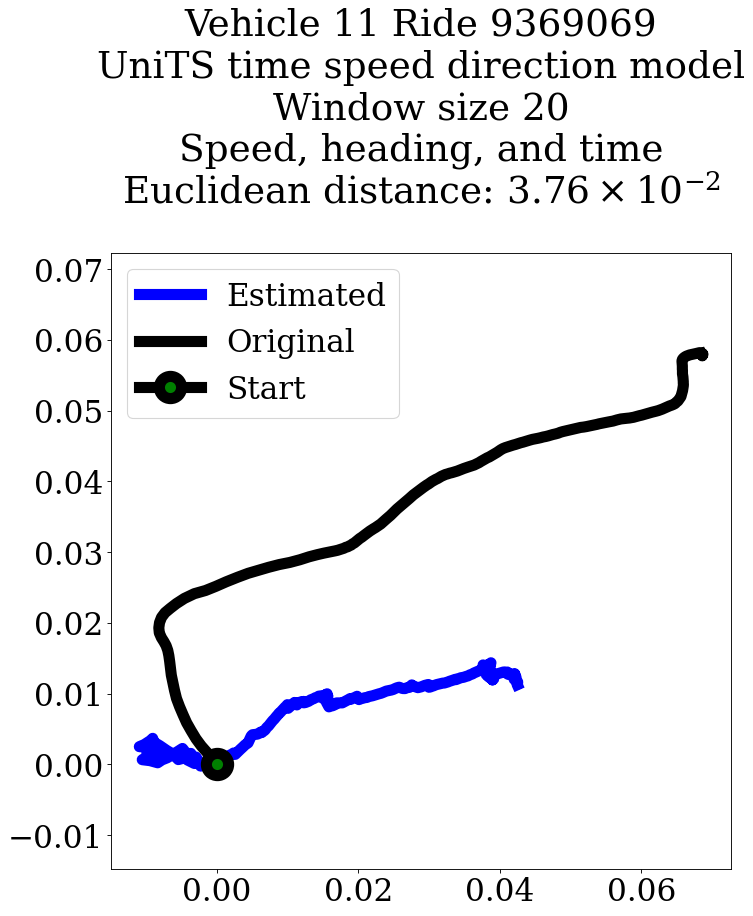 Vehicle 11 Ride 9369069
UniTS time speed direction model
Window size 20
Speed, heading, and time
Euclidean distance: 3.76 × 10⁻²
0.07
Estimated
0.06
Original
0.05
Start
0.04
0.03
0.02
0.01
0.00
−0.01
0.00 0.02 0.04 0.06